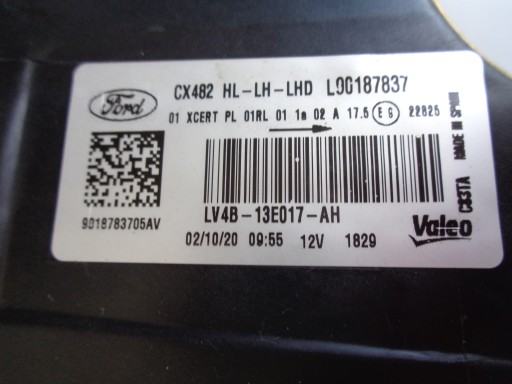 Ford
CX482 HL-LH-LHD L90187837
01 XCERT PL 01RL 01 1a 02 A 17.5 E9 22825
LV4B-13E017-AH
9018783705AV
02/10/20 09:55 12V 1829
Valeo
C33TA MADE IN SPAIN